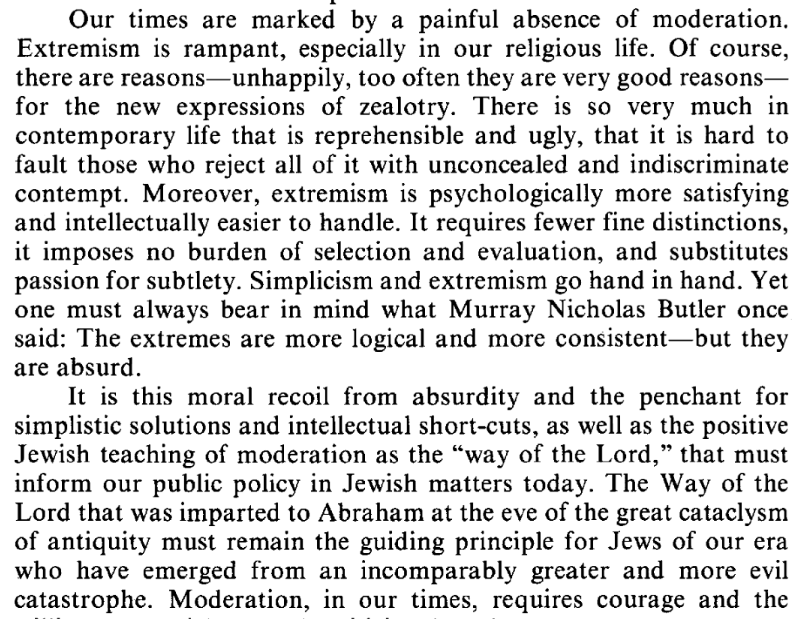 Our times are marked by a painful absence of moderation.
Extremism is rampant, especially in our religious life. Of course,
there are reasons—unhappily, too often they are very good reasons—
for the new expressions of zealotry. There is so very much in
contemporary life that is reprehensible and ugly, that it is hard to
fault those who reject all of it with unconcealed and indiscriminate
contempt. Moreover, extremism is psychologically more satisfying
and intellectually easier to handle. It requires fewer fine distinctions,
it imposes no burden of selection and evaluation, and substitutes
passion for subtlety. Simplicism and extremism go hand in hand. Yet
one must always bear in mind what Murray Nicholas Butler once
said: The extremes are more logical and more consistent—but they
are absurd.
It is this moral recoil from absurdity and the penchant for
simplistic solutions and intellectual short-cuts, as well as the positive
Jewish teaching of moderation as the “way of the Lord,” that must
inform our public policy in Jewish matters today. The Way of the
Lord that was imparted to Abraham at the eve of the great cataclysm
of antiquity must remain the guiding principle for Jews of our era
who have emerged from an incomparably greater and more evil
catastrophe. Moderation, in our times, requires courage and the